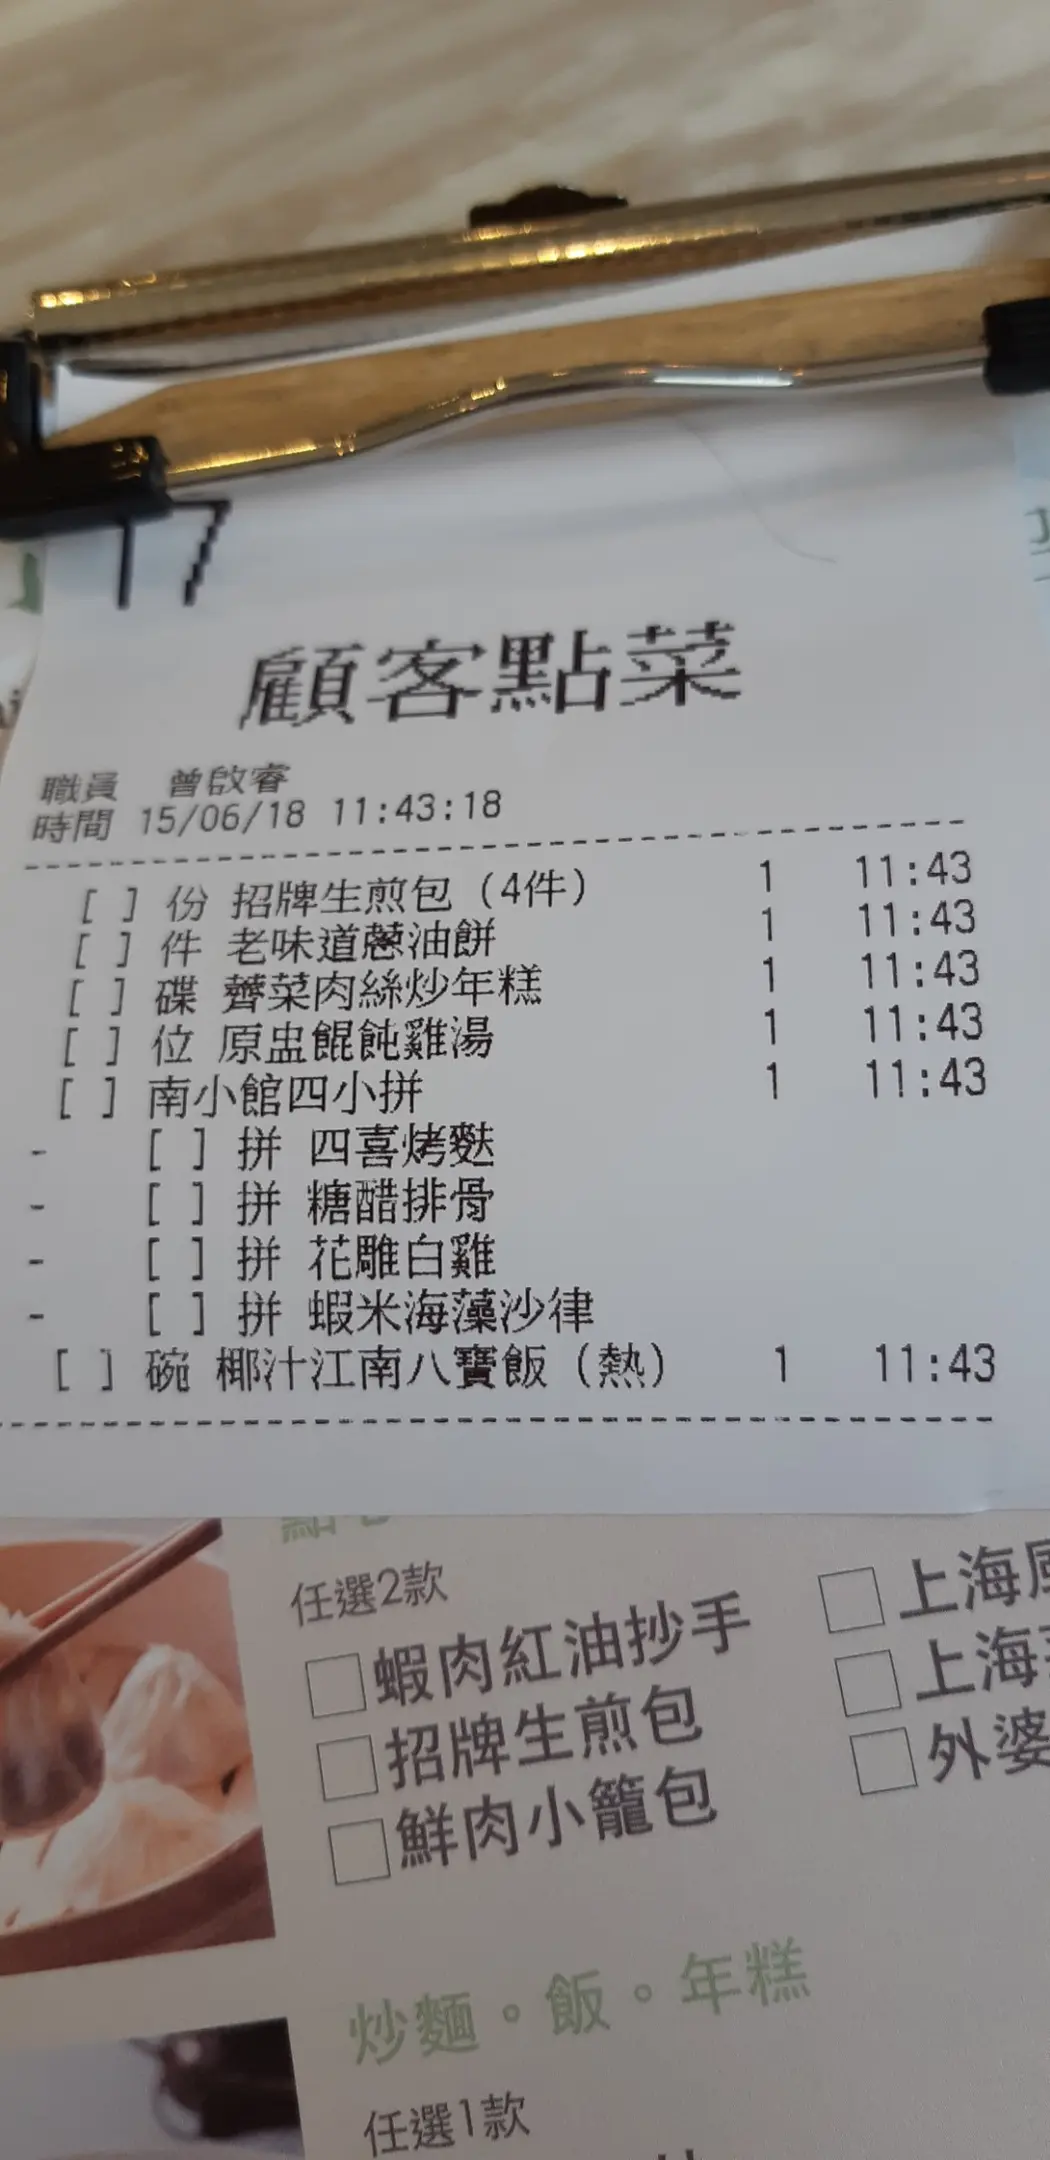 17
顧客點菜
職員 曾啟睿
時間 15/06/18 11:43:18
[ ] 份 招牌生煎包 (4件) 1 11:43
[ ] 件 老味道蔥油餅 1 11:43
[ ] 碟 薺菜肉絲炒年糕 1 11:43
[ ] 位 原盅餛飩雞湯 1 11:43
[ ] 南小館四小拼 1 11:43
- [ ] 拼 四喜烤麩
- [ ] 拼 糖醋排骨
- [ ] 拼 花雕白雞
- [ ] 拼 蝦米海藻沙律
[ ] 碗 椰汁江南八寶飯 (熱) 1 11:43
任選2款
蝦肉紅油抄手
招牌生煎包
鮮肉小籠包
上海
上海
外婆
炒麵。飯。年糕
任選1款